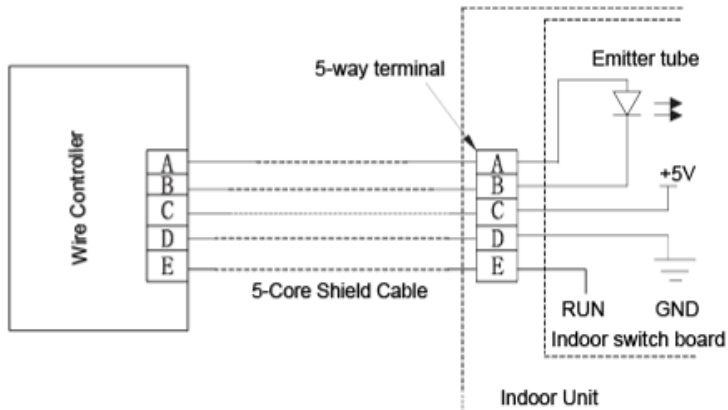 Emitter tube
5-way terminal
Wire Controller
A
B
C
D
E
A
B
C
D
E
+5V
5-Core Shield Cable
RUN
GND
Indoor switch board
Indoor Unit